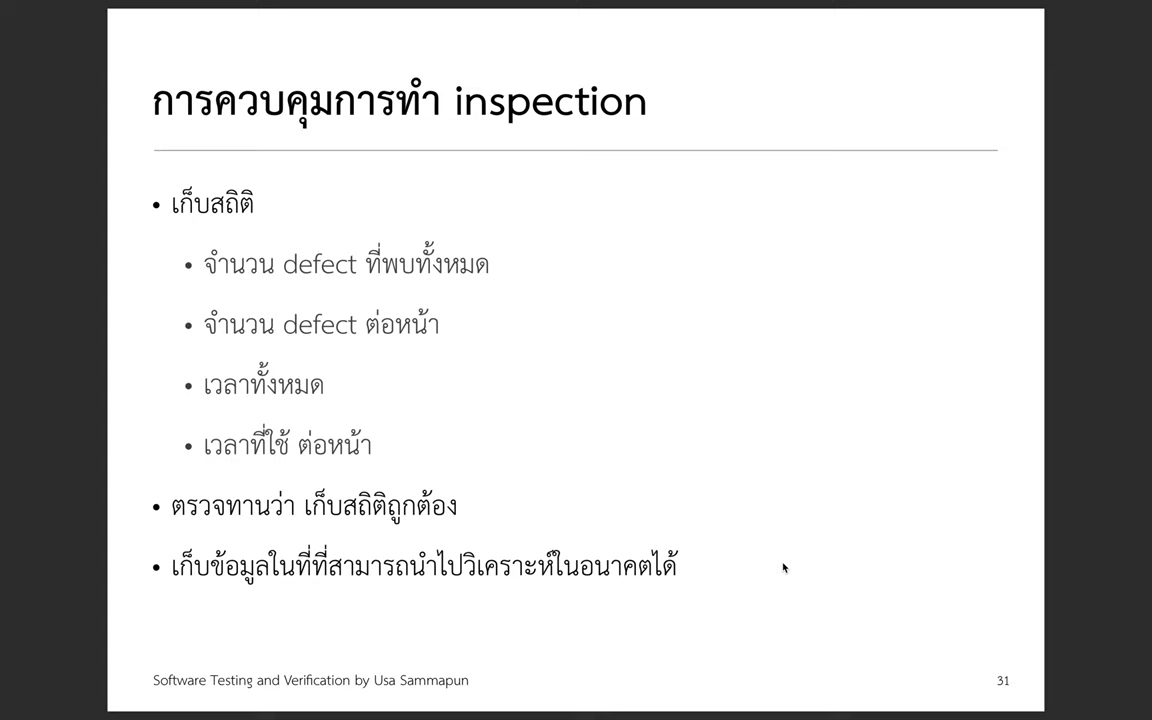 การควบคุมการทำ inspection
• เก็บสถิติ
• จำนวน defect ที่พบทั้งหมด
• จำนวน defect ต่อหน้า
• เวลาทั้งหมด
• เวลาที่ใช้ ต่อหน้า
• ตรวจทานว่า เก็บสถิติถูกต้อง
• เก็บข้อมูลในที่ที่สามารถนำไปวิเคราะห์ในอนาคตได้
Software Testing and Verification by Usa Sammapun
31